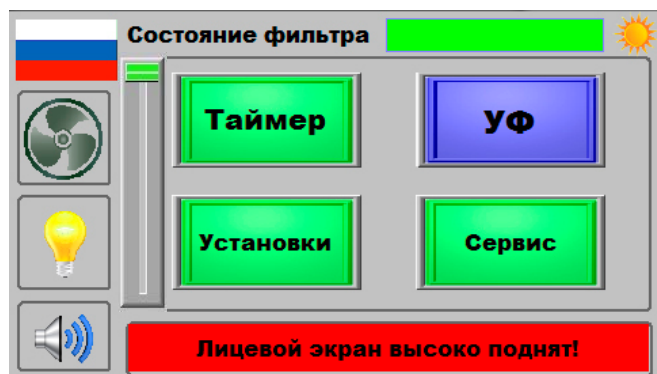 Состояние фильтра
Таймер
УФ
Установки
Сервис
Лицевой экран высоко поднят!